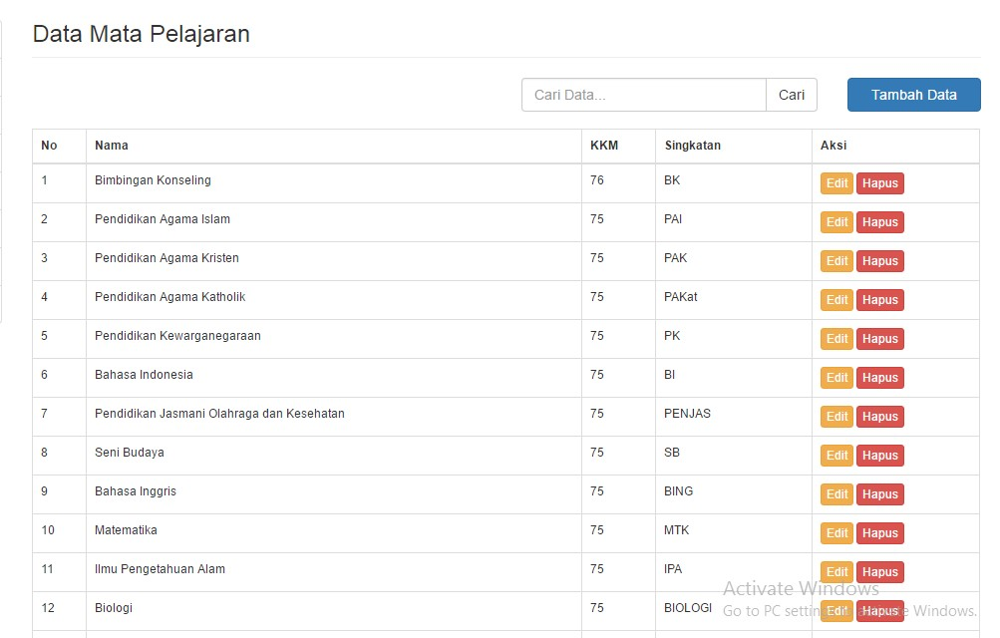 Data Mata Pelajaran
Cari Data... Cari Tambah Data
No Nama KKM Singkatan Aksi
1 Bimbingan Konseling 76 BK Edit Hapus
2 Pendidikan Agama Islam 75 PAI Edit Hapus
3 Pendidikan Agama Kristen 75 PAK Edit Hapus
4 Pendidikan Agama Katholik 75 PAKat Edit Hapus
5 Pendidikan Kewarganegaraan 75 PK Edit Hapus
6 Bahasa Indonesia 75 BI Edit Hapus
7 Pendidikan Jasmani Olahraga dan Kesehatan 75 PENJAS Edit Hapus
8 Seni Budaya 75 SB Edit Hapus
9 Bahasa Inggris 75 BING Edit Hapus
10 Matematika 75 MTK Edit Hapus
11 Ilmu Pengetahuan Alam 75 IPA Edit Hapus
Activate Windows
12 Biologi 75 BIOLOGI Edit Hapus
Go to PC Windows.